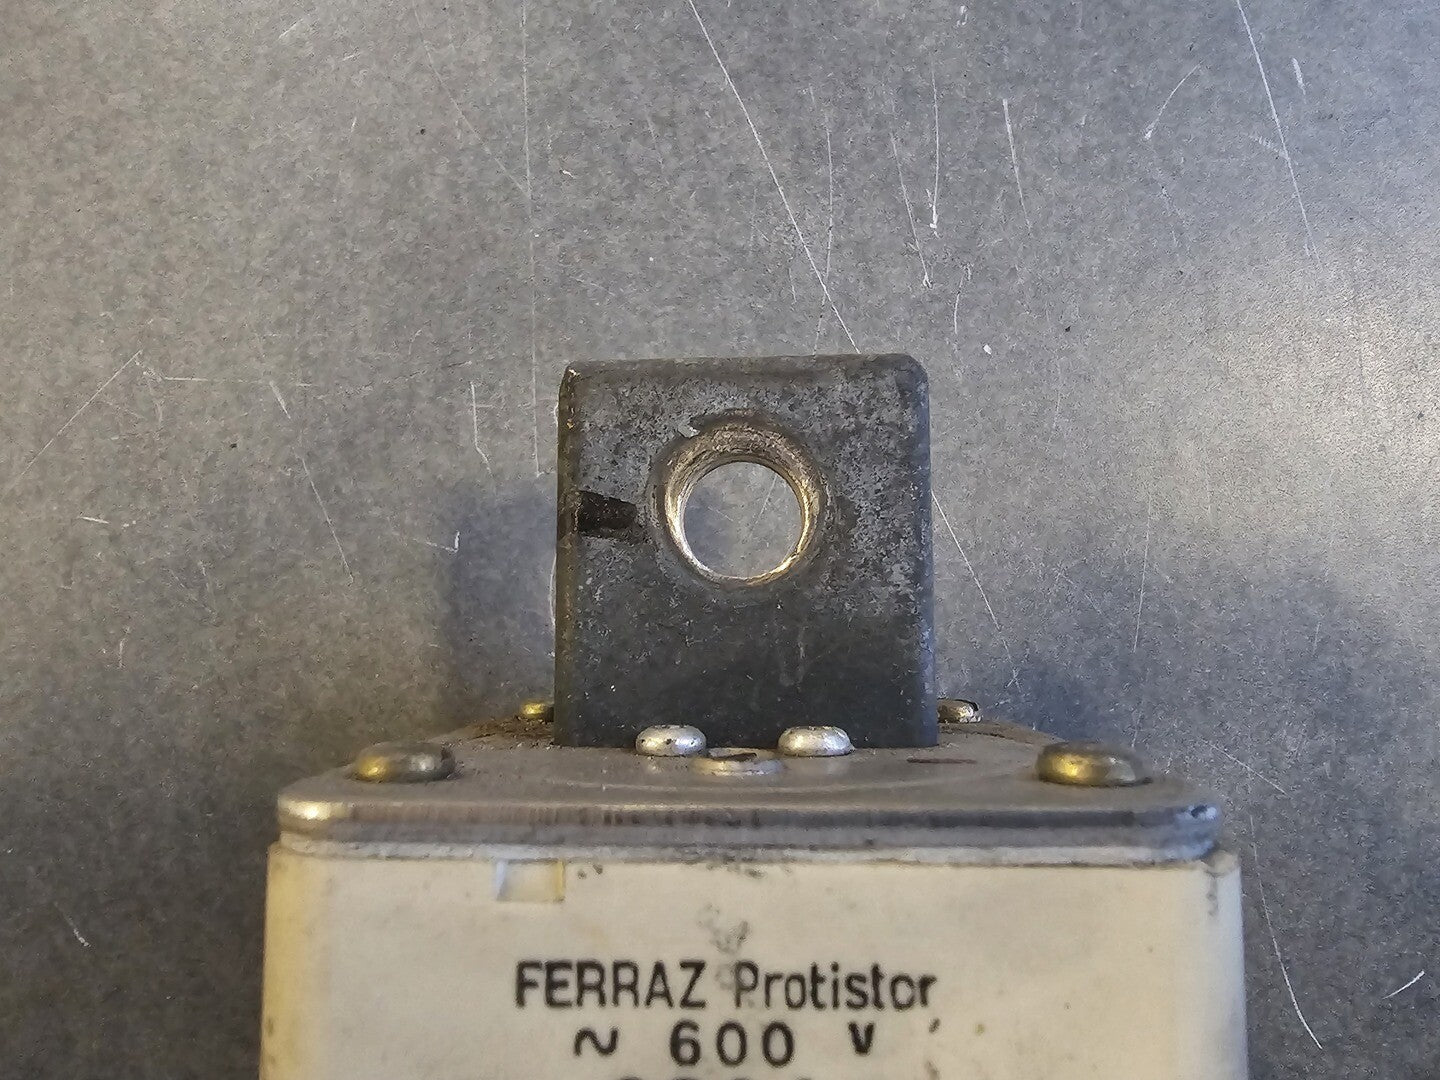 FERRAZ Protistor
~ 600 V